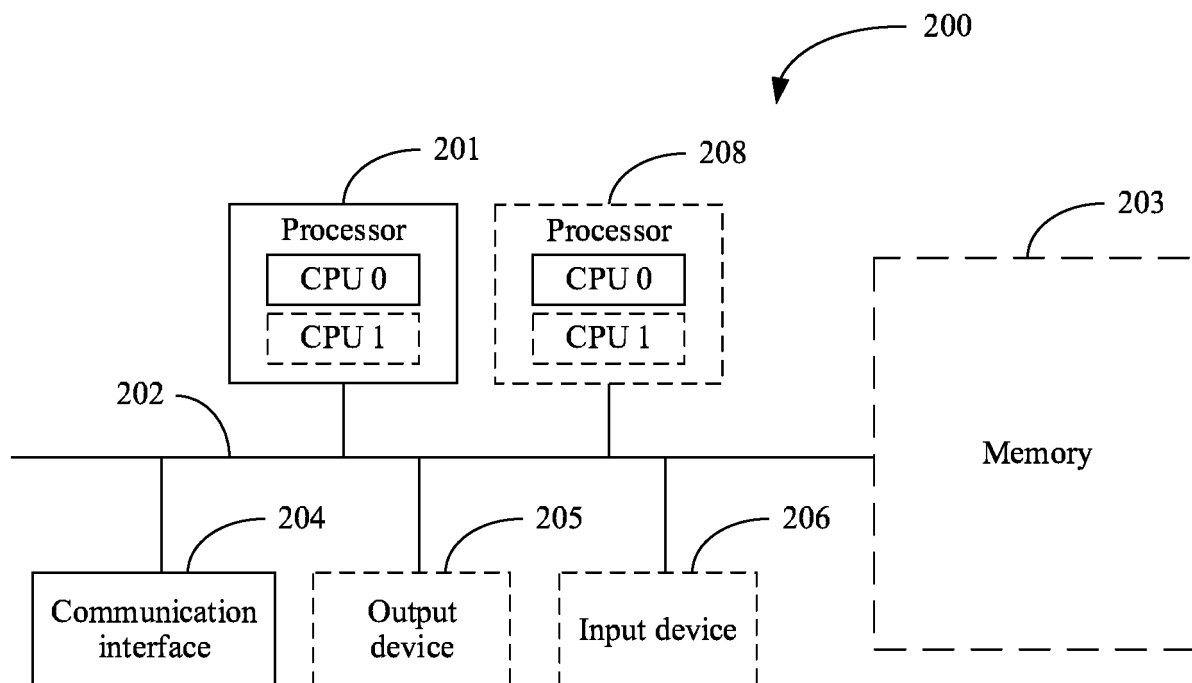 200
201
208
203
Processor
CPU 0
CPU 1
Processor
CPU 0
CPU 1
202
Memory
204
205
206
Communication
interface
Output
device
Input device